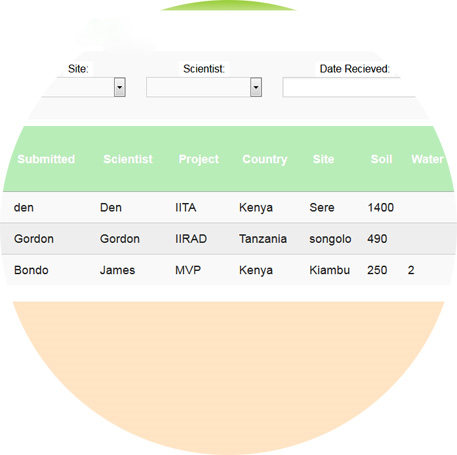 Site: Scientist: Date Recieved:
Submitted Scientist Project Country Site Soil Water
den Den IITA Kenya Sere 1400
Gordon Gordon IIRAD Tanzania songolo 490
Bondo James MVP Kenya Kiambu 250 2